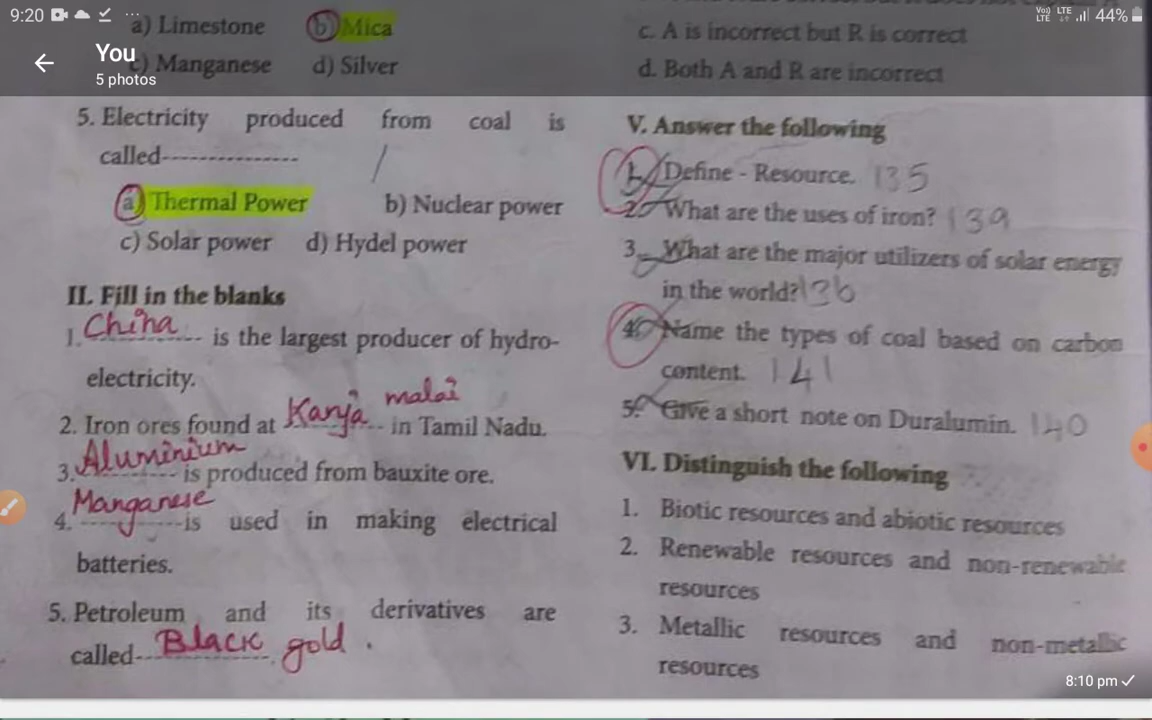 9:20
Vo)) LTE
LTE
44%
You
5 photos
a) Limestone b) Mica
c) Manganese d) Silver
5. Electricity produced from coal is
called---------------
a) Thermal Power b) Nuclear power
c) Solar power d) Hydel power
II. Fill in the blanks
1. China is the largest producer of hydro-
electricity.
2. Iron ores found at Kanja malai in Tamil Nadu.
3. Aluminium is produced from bauxite ore.
4. Manganese is used in making electrical
batteries.
5. Petroleum and its derivatives are
called Black gold.
c. A is incorrect but R is correct
d. Both A and R are incorrect
V. Answer the following
1. Define - Resource. 135
2. What are the uses of iron? 139
3. What are the major utilizers of solar energy
in the world? 136
4. Name the types of coal based on carbon
content. 141
5. Give a short note on Duralumin. 140
VI. Distinguish the following
1. Biotic resources and abiotic resources
2. Renewable resources and non-renewable
resources
3. Metallic resources and non-metallic
resources
8:10 pm